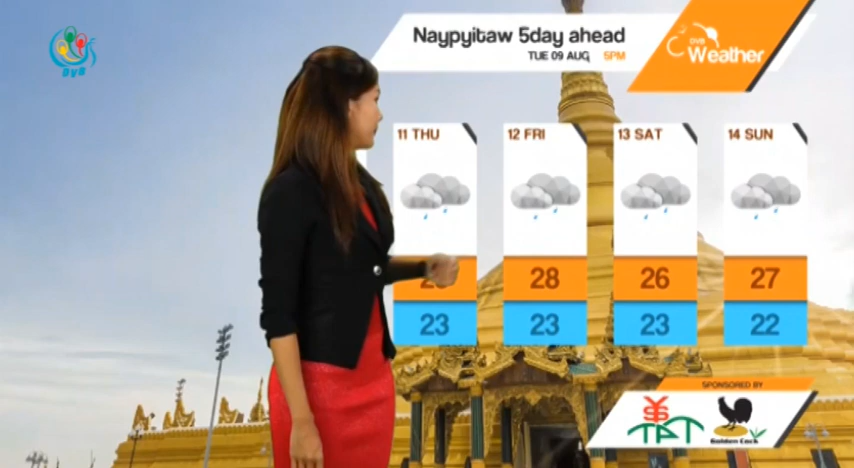 DVB
Naypyitaw 5day ahead
TUE 09 AUG 5PM
DVB
Weather
11 THU
12 FRI
13 SAT
14 SUN
28
26
27
23
23
23
22
SPONSORED BY
TPT
Golden Cock